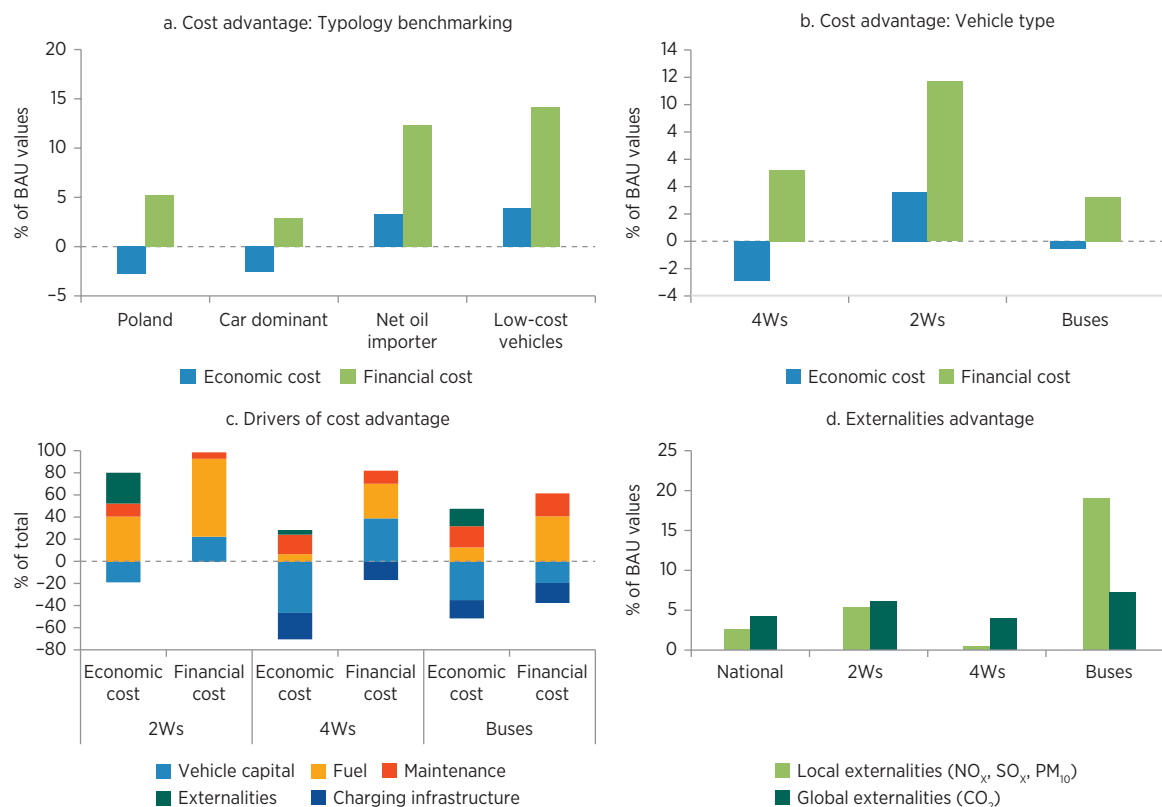 a. Cost advantage: Typology benchmarking
% of BAU values
20
15
10
5
0
−5
Poland
Car dominant
Net oil
importer
Low-cost
vehicles
Economic cost
Financial cost
b. Cost advantage: Vehicle type
% of BAU values
14
12
4
4
4
2
0
−2
−4
4Ws
2Ws
Buses
Economic cost
Financial cost
c. Drivers of cost advantage
% of total
100
80
60
40
20
0
−20
−40
−60
−80
Economic
cost
Financial
cost
Economic
cost
Financial
cost
Economic
cost
Financial
cost
2Ws
4Ws
Buses
Vehicle capital
Fuel
Maintenance
Externalities
Charging infrastructure
d. Externalities advantage
% of BAU values
25
20
15
10
5
0
National
2Ws
4Ws
Buses
Local externalities (NOX, SOX, PM10)
Global externalities (CO2)